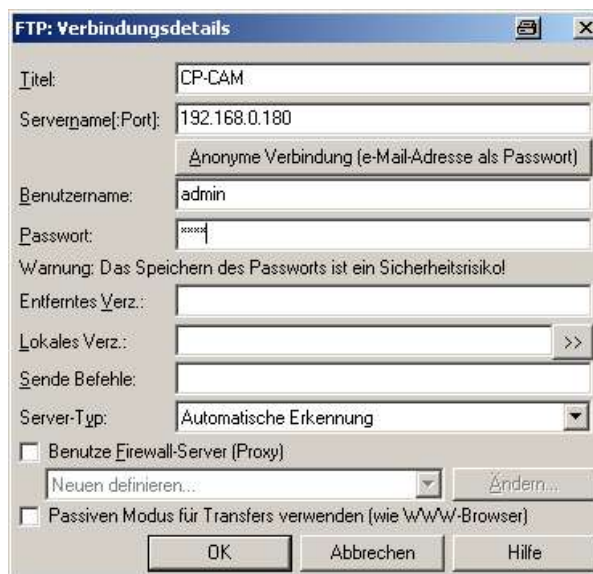 FTP: Verbindungsdetails
Titel: CP-CAM
Servername[:Port]: 192.168.0.180
Anonyme Verbindung (e-Mail-Adresse als Passwort)
Benutzername: admin
Passwort: ****
Warnung: Das Speichern des Passworts ist ein Sicherheitsrisiko!
Entferntes Verz.:
Lokales Verz.: >>
Sende Befehle:
Server-Typ: Automatische Erkennung
Benutze Firewall-Server (Proxy)
Neuen definieren... Ändern...
Passiven Modus für Transfers verwenden (wie WWW-Browser)
OK Abbrechen Hilfe